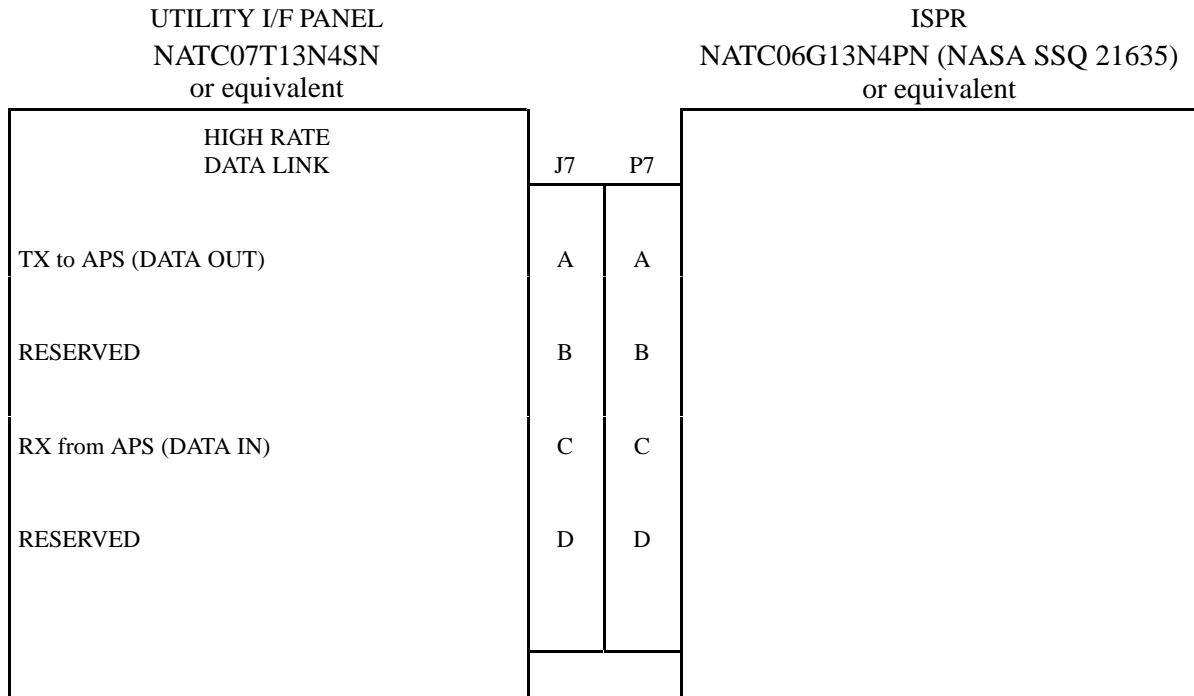 UTILITY I/F PANEL
NATC07T13N4SN
or equivalent
ISPR
NATC06G13N4PN (NASA SSQ 21635)
or equivalent
HIGH RATE
DATA LINK
J7 P7
TX to APS (DATA OUT) A A
RESERVED B B
RX from APS (DATA IN) C C
RESERVED D D